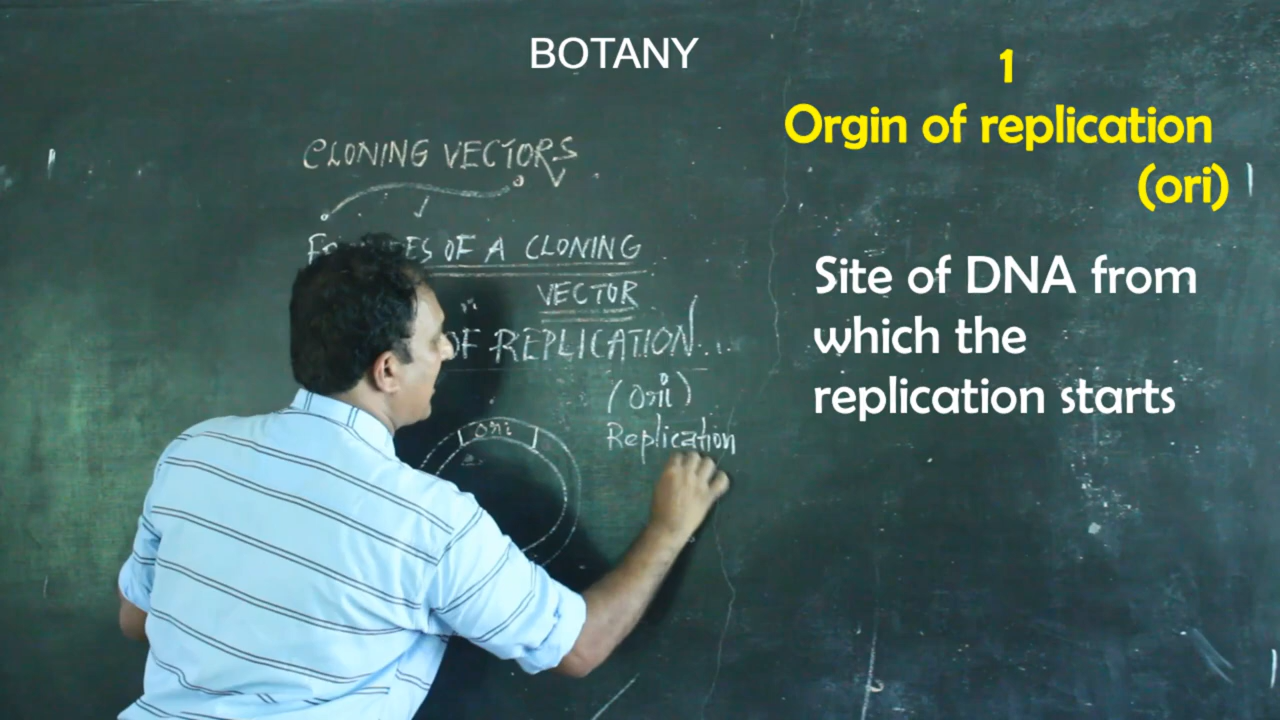 BOTANY
1
Orgin of replication
(ori)
Site of DNA from
which the
replication starts
CLONING VECTORS
OF A CLONING
VECTOR
OF REPLICATION...
(Ori)
Replication
Ori